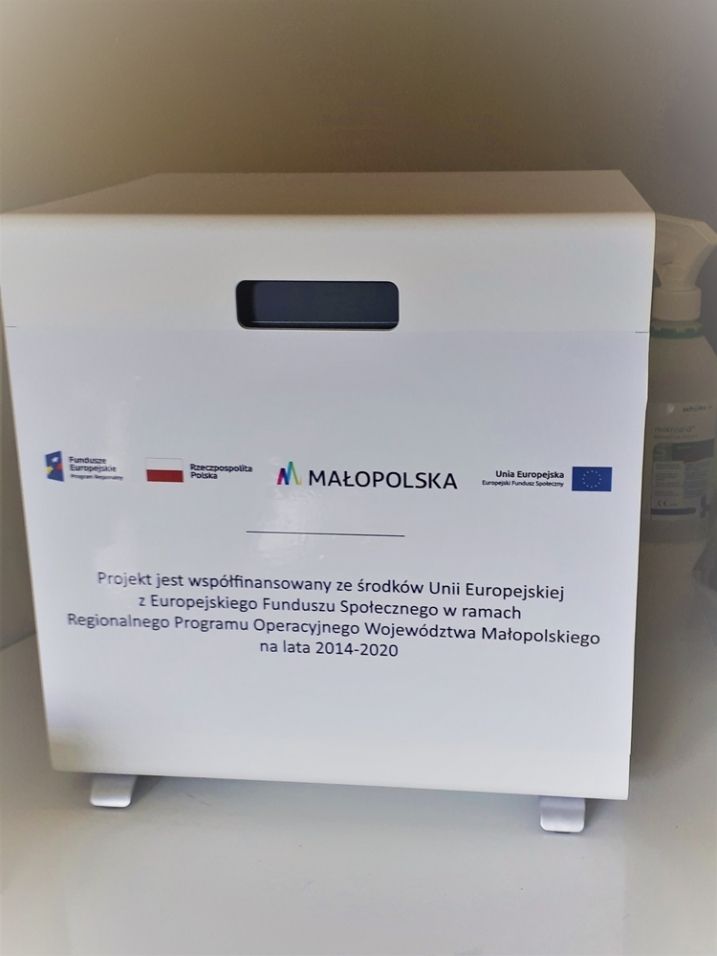 Fundusze
Europejskie
Program Regionalny
Rzeczpospolita
Polska
MAŁOPOLSKA
Unia Europejska
Europejski Fundusz Społeczny
Projekt jest współfinansowany ze środków Unii Europejskiej
z Europejskiego Funduszu Społecznego w ramach
Regionalnego Programu Operacyjnego Województwa Małopolskiego
na lata 2014-2020